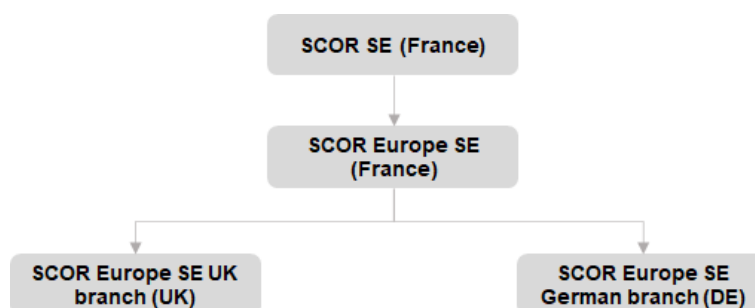 SCOR SE (France)
SCOR Europe SE
(France)
SCOR Europe SE UK
branch (UK)
SCOR Europe SE
German branch (DE)